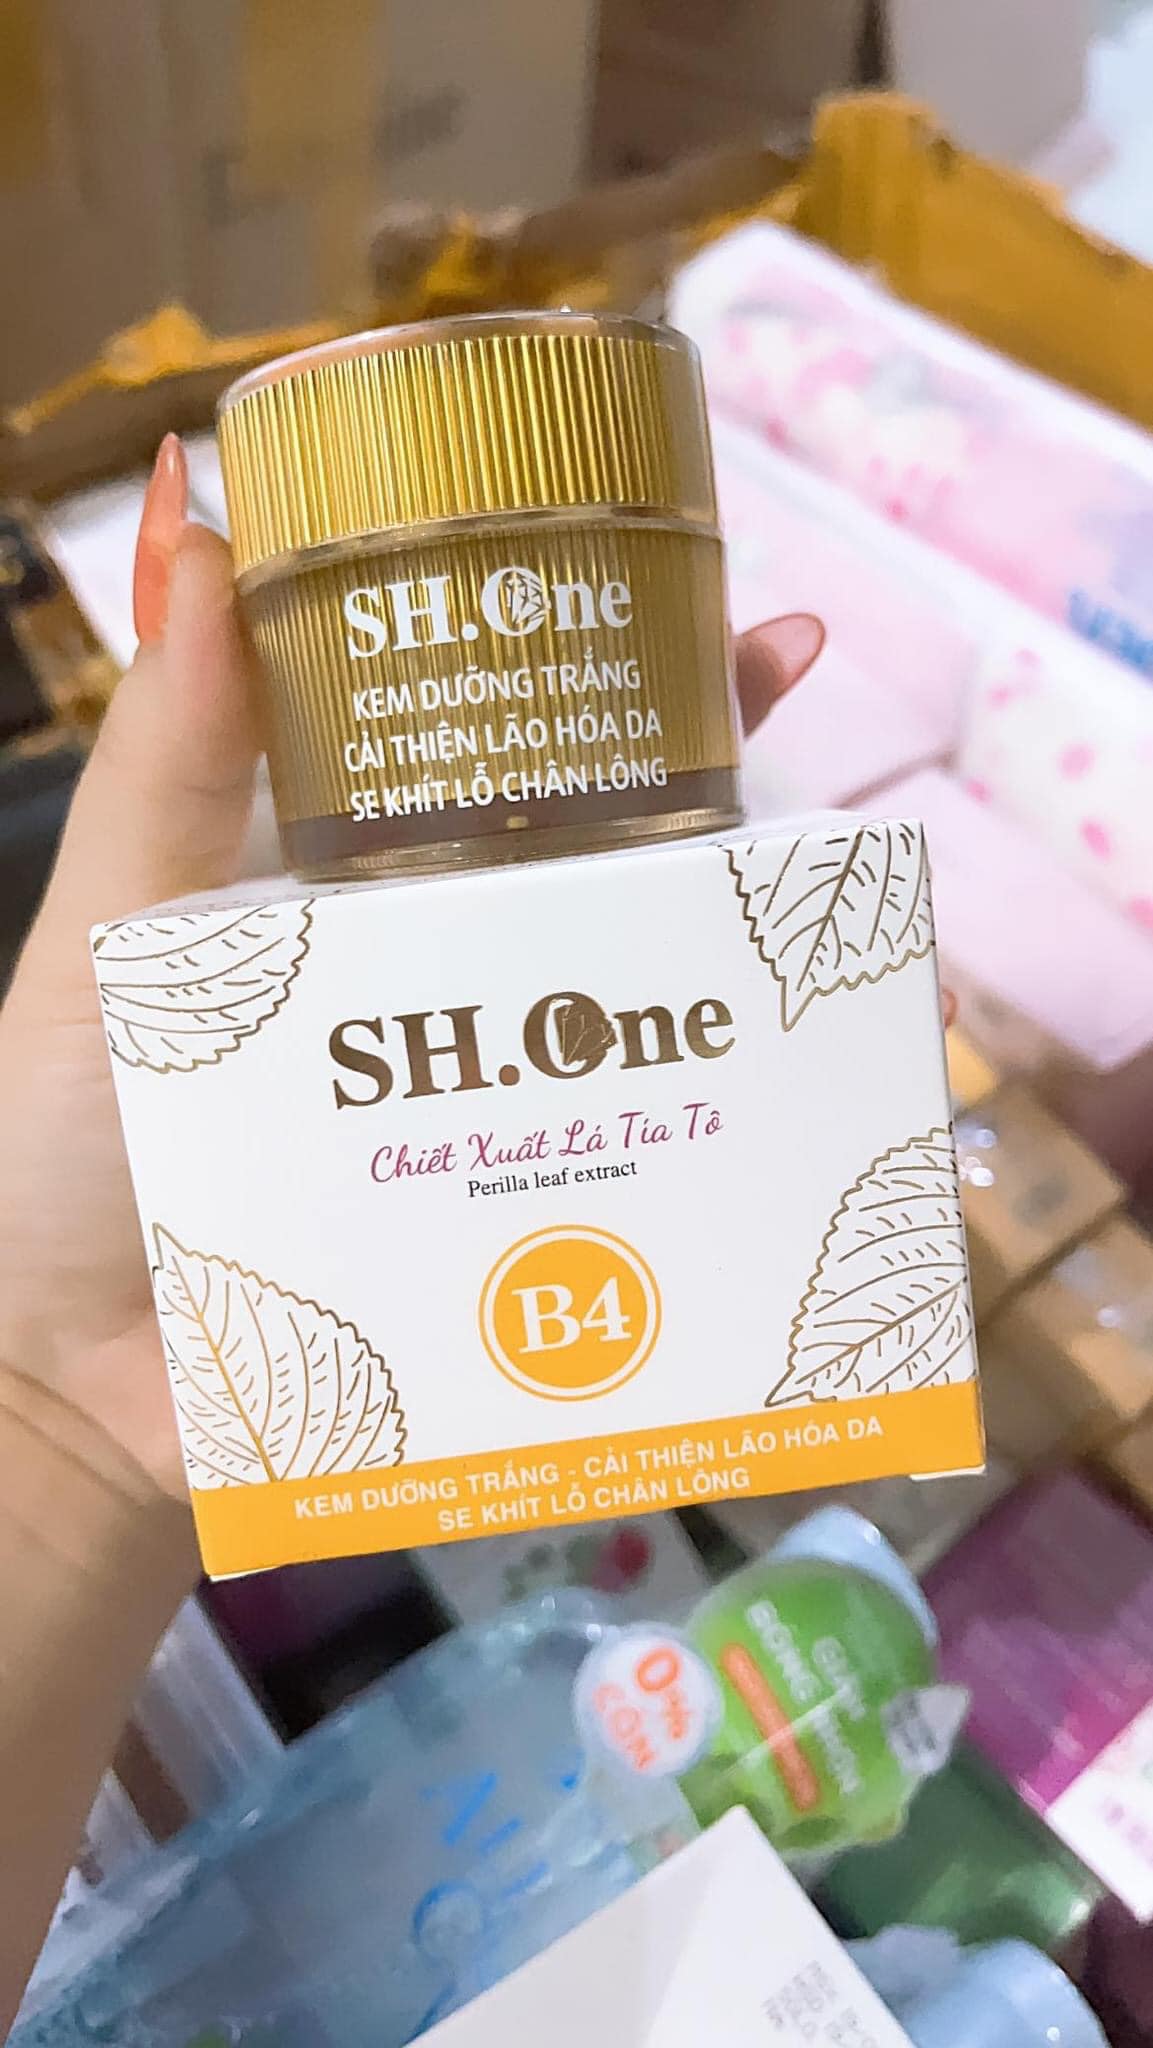 SH.One
KEM DƯỠNG TRẮNG
CẢI THIỆN LÃO HÓA DA
SE KHÍT LỖ CHÂN LÔNG
SH.One
Chiết Xuất Lá Tía Tô
Perilla leaf extract
B4
KEM DƯỠNG TRẮNG - CẢI THIỆN LÃO HÓA DA
SE KHÍT LỖ CHÂN LÔNG
0%
CỒN